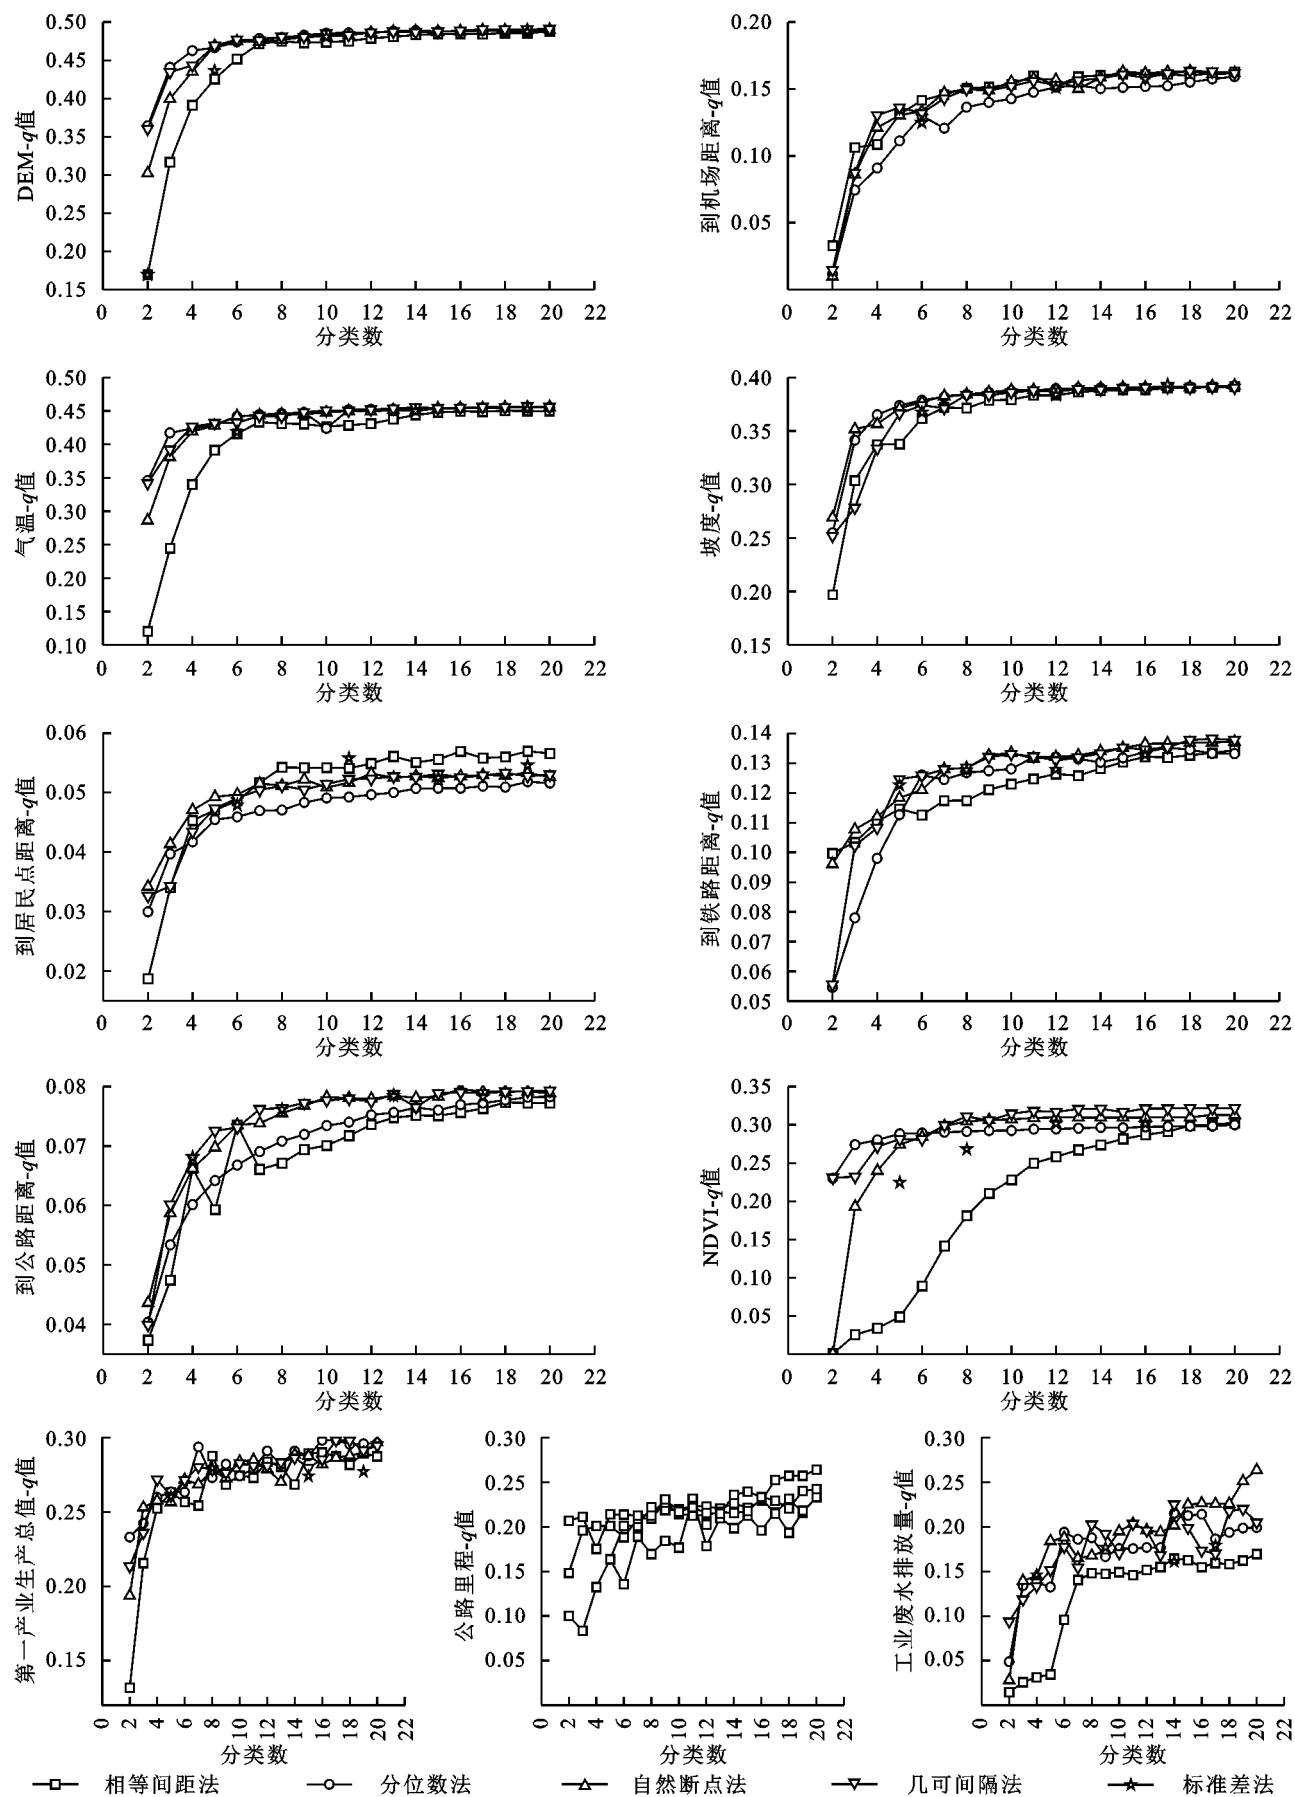 0.50
0.45
0.40
0.35
0.30
0.25
0.20
0.15
DEM-q值
0 2 4 6 8 10 12 14 16 18 20 22
分类数
0.20
0.15
0.10
0.05
到机场距离-q值
0 2 4 6 8 10 12 14 16 18 20 22
分类数
0.50
0.45
0.40
0.35
0.30
0.25
0.20
0.15
0.10
气温-q值
0 2 4 6 8 10 12 14 16 18 20 22
分类数
0.40
0.35
0.30
0.25
0.20
0.15
坡度-q值
0 2 4 6 8 10 12 14 16 18 20 22
分类数
0.06
0.05
0.04
0.03
0.02
到居民点距离-q值
0 2 4 6 8 10 12 14 16 18 20 22
分类数
0.14
0.13
0.12
0.11
0.10
0.09
0.08
0.07
0.06
0.05
到铁路距离-q值
0 2 4 6 8 10 12 14 16 18 20 22
分类数
0.08
0.07
0.06
0.05
0.04
到公路距离-q值
0 2 4 6 8 10 12 14 16 18 20 22
分类数
0.35
0.30
0.25
0.20
0.15
0.10
0.05
NDVI-q值
0 2 4 6 8 10 12 14 16 18 20 22
分类数
0.30
0.25
0.20
0.15
第一产业生产总值-q值
0 2 4 6 8 10 12 14 16 18 20 22
分类数
0.30
0.25
0.20
0.15
0.10
0.05
公路里程-q值
0 2 4 6 8 10 12 14 16 18 20 22
分类数
0.30
0.25
0.20
0.15
0.10
0.05
工业废水排放量-q值
0 2 4 6 8 10 12 14 16 18 20 22
分类数
相等间距法 分位数法 自然断点法 几可间隔法 标准差法